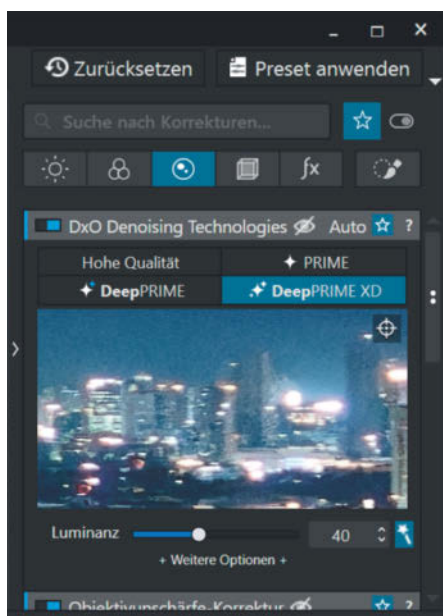 Zurücksetzen Preset anwenden
Suche nach Korrekturen...
fx
DxO Denoising Technologies Auto ?
Hohe Qualität PRIME
DeepPRIME DeepPRIME XD
Luminanz 40
+ Weitere Optionen +
Objektivunschärfe-Korrektur ?